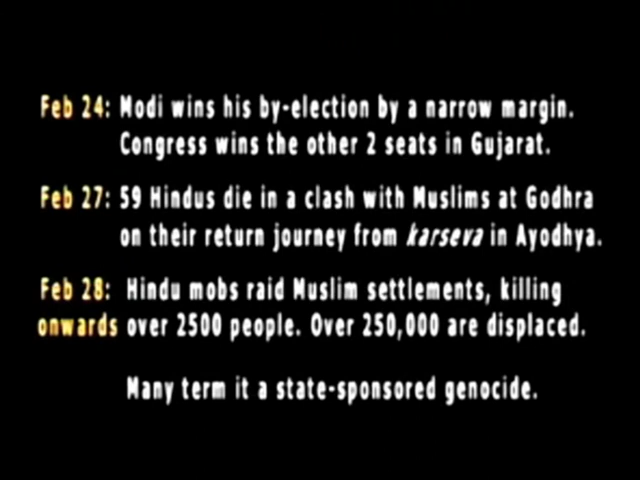 Feb 24: Modi wins his by-election by a narrow margin.
Congress wins the other 2 seats in Gujarat.
Feb 27: 59 Hindus die in a clash with Muslims at Godhra
on their return journey from karseva in Ayodhya.
Feb 28: Hindu mobs raid Muslim settlements, killing
onwards over 2500 people. Over 250,000 are displaced.
Many term it a state-sponsored genocide.